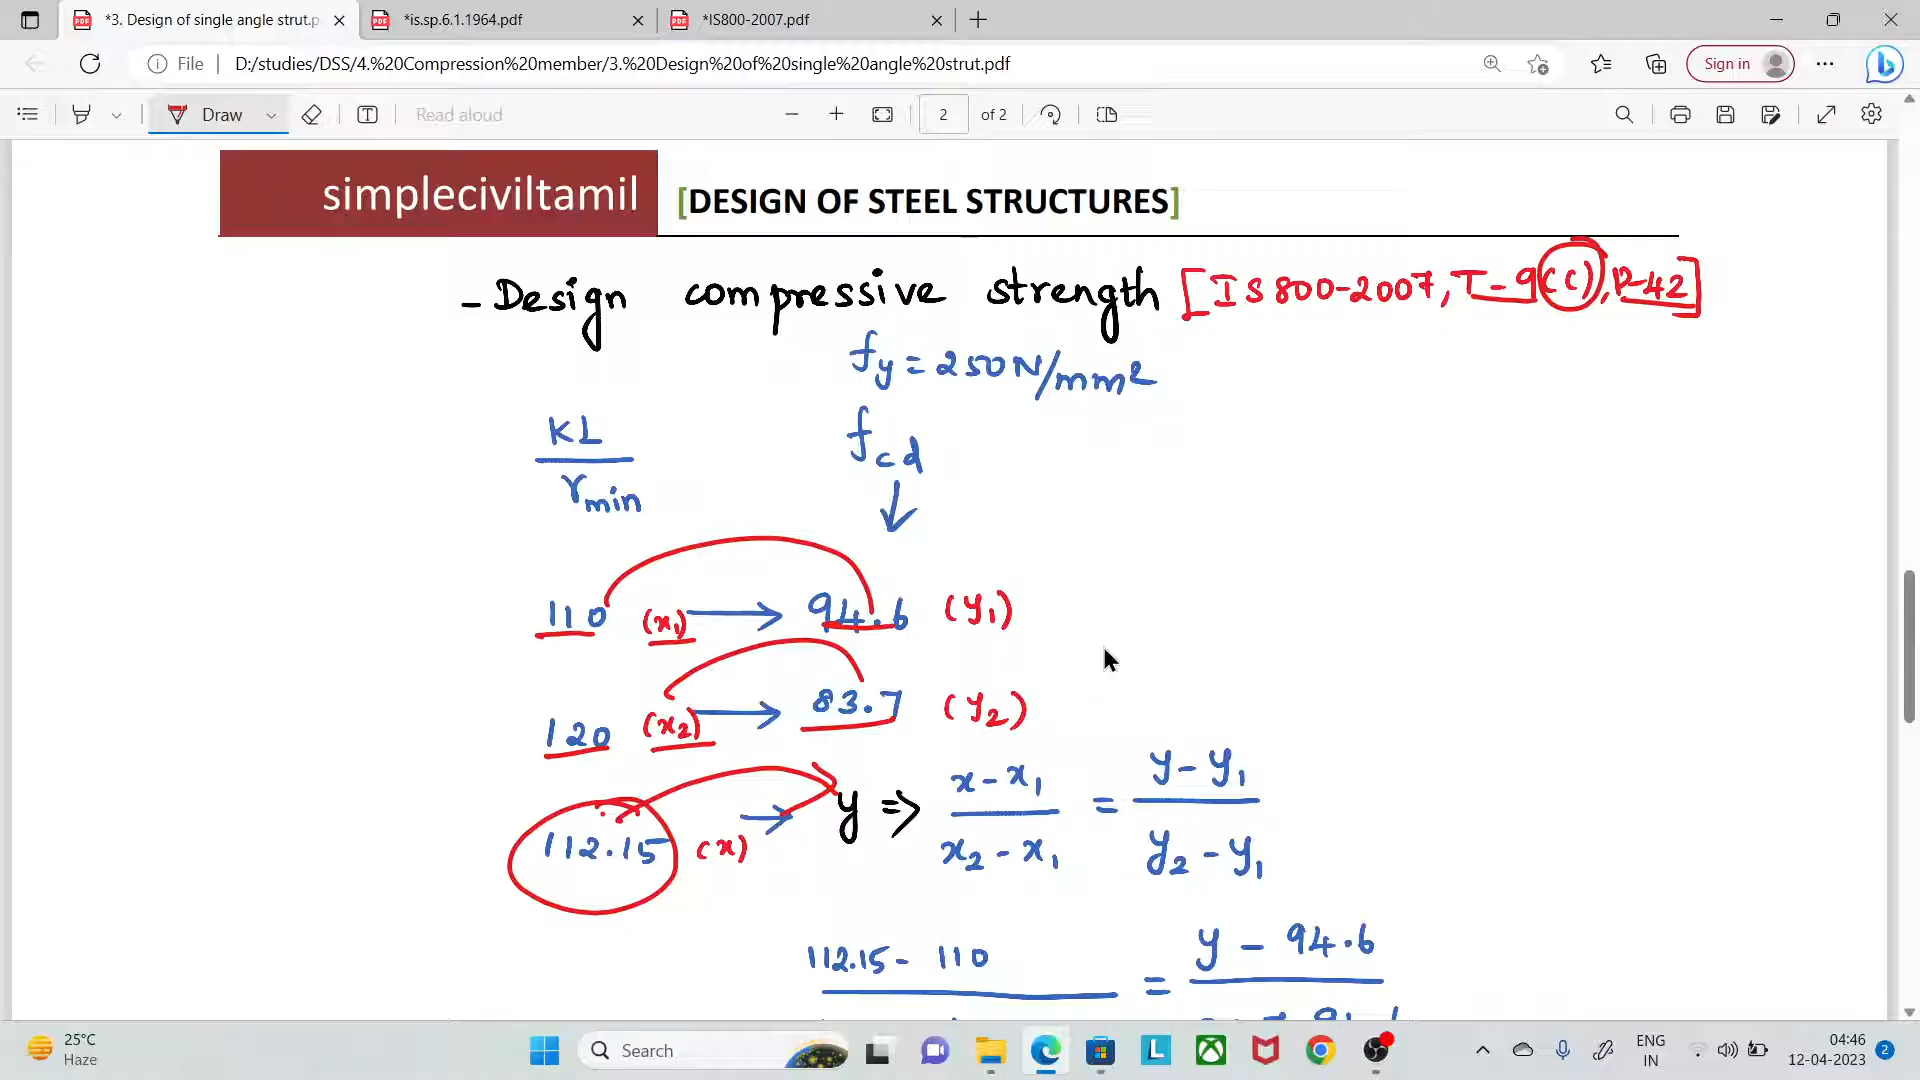 *3. Design of single angle strut.p
*is.sp.6.1.1964.pdf
*IS800-2007.pdf
File
D:/studies/DSS/4.%20Compression%20member/3.%20Design%20of%20single%20angle%20strut.pdf
Sign in
Draw
Read aloud
2
of 2
simpleciviltamil
[DESIGN OF STEEL STRUCTURES]
- Design compressive strength [IS800-2007, T-9(c), P-42]
fy = 250N/mm²
KL
rmin
fcd
↓
110 (x1) → 94.6 (y1)
120 (x2) → 83.7 (y2)
112.15 (x) → y ⇒ x-x1 / x2-x1 = y-y1 / y2-y1
112.15 - 110 = y - 94.6
25°C
Haze
Search
ENG
IN
04:46
12-04-2023
2